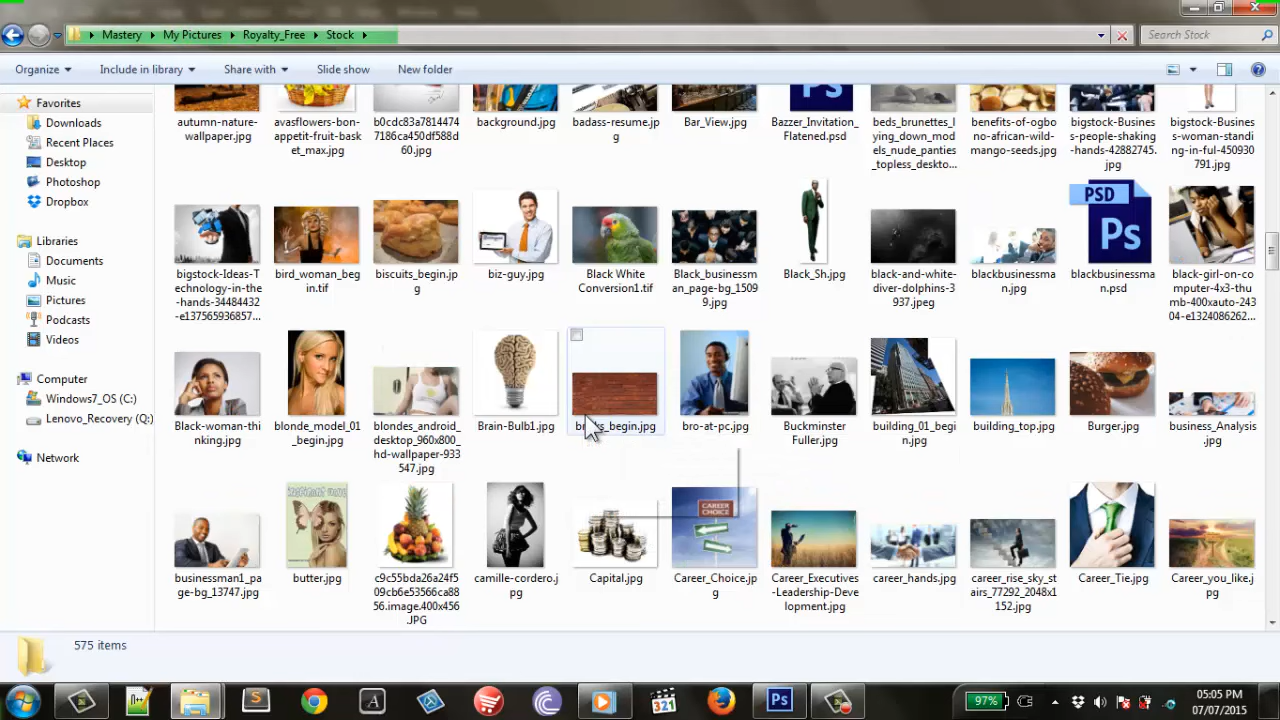 Mastery ▸ My Pictures ▸ Royalty_Free ▸ Stock ▸
Search Stock
Organize Include in library Share with Slide show New folder
Favorites
Downloads
Recent Places
Desktop
Photoshop
Dropbox
Libraries
Documents
Music
Pictures
Podcasts
Videos
Computer
Windows7_OS (C:)
Lenovo_Recovery (Q:)
Network
autumn-nature-
wallpaper.jpg
avasflowers-bon-
appetit-fruit-bask
et_max.jpg
b0cdc83a7814474
7186ca450df588d
60.jpg
background.jpg
badass-resume.jp
g
Bar_View.jpg
Ps
Bazzer_Invitation_
Flatened.psd
beds_brunettes_l
ying_down_mod
els_nude_panties
_topless_deskto...
benefits-of-ogbo
no-african-wild-
mango-seeds.jpg
bigstock-Busines
s-people-shaking
-hands-42882745.
jpg
bigstock-Busines
s-woman-standi
ng-in-ful-450930
791.jpg
bigstock-Ideas-T
echnology-in-the
-hands-34484432
-e137565936857...
bird_woman_beg
in.tif
biscuits_begin.jp
g
biz-guy.jpg
Black White
Conversion1.tif
Black_businessm
an_page-bg_1509
9.jpg
Black_Sh.jpg
black-and-white-
diver-dolphins-3
937.jpeg
blackbusinessma
n.jpg
PSD
Ps
blackbusinessma
n.psd
black-girl-on-co
mputer-4x3-thu
mb-400xauto-243
04-e1324086262...
Black-woman-thi
nking.jpg
blonde_model_01
_begin.jpg
blondes_android_
desktop_960x800_
hd-wallpaper-933
547.jpg
Brain-Bulb1.jpg
bro-at-pc.jpg
Buckminster
Fuller.jpg
building_01_begi
n.jpg
building_top.jpg
Burger.jpg
business_Analysis
.jpg
businessman1_pa
ge-bg_13747.jpg
butter.jpg
c9c55bda26a24f5
09cb6e53566ca8
56.image.400x456
.JPG
camille-cordero.j
pg
Capital.jpg
CAREER
CHOICE
Career_Choice.jp
g
Career_Executives
-Leadership-Deve
lopment.jpg
career_hands.jpg
career_rise_sky_st
airs_77292_2048x1
152.jpg
Career_Tie.jpg
Career_you_like.j
pg
575 items
S
A
321
Ps
97%
05:05 PM
07/07/2015